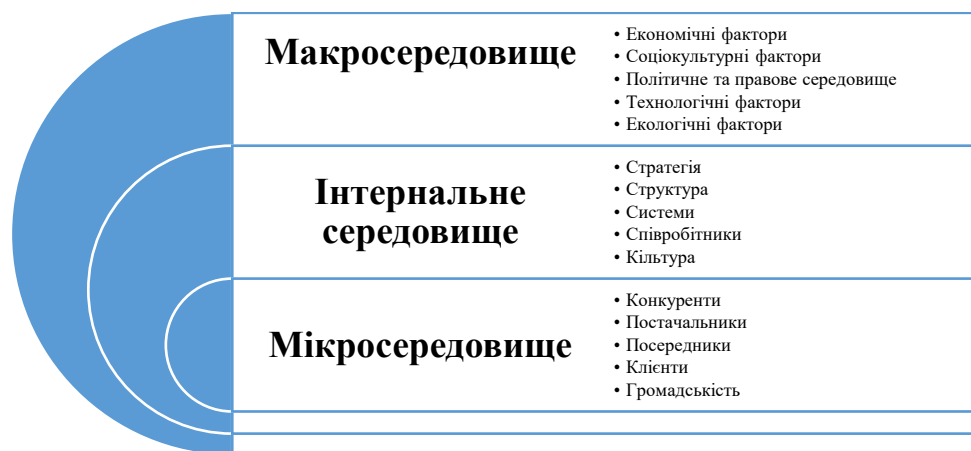 Макросередовище
• Економічні фактори
• Соціокультурні фактори
• Політичне та правове середовище
• Технологічні фактори
• Екологічні фактори
Інтернальне
середовище
• Стратегія
• Структура
• Системи
• Співробітники
• Кільтура
Мікросередовище
• Конкуренти
• Постачальники
• Посередники
• Клієнти
• Громадськість